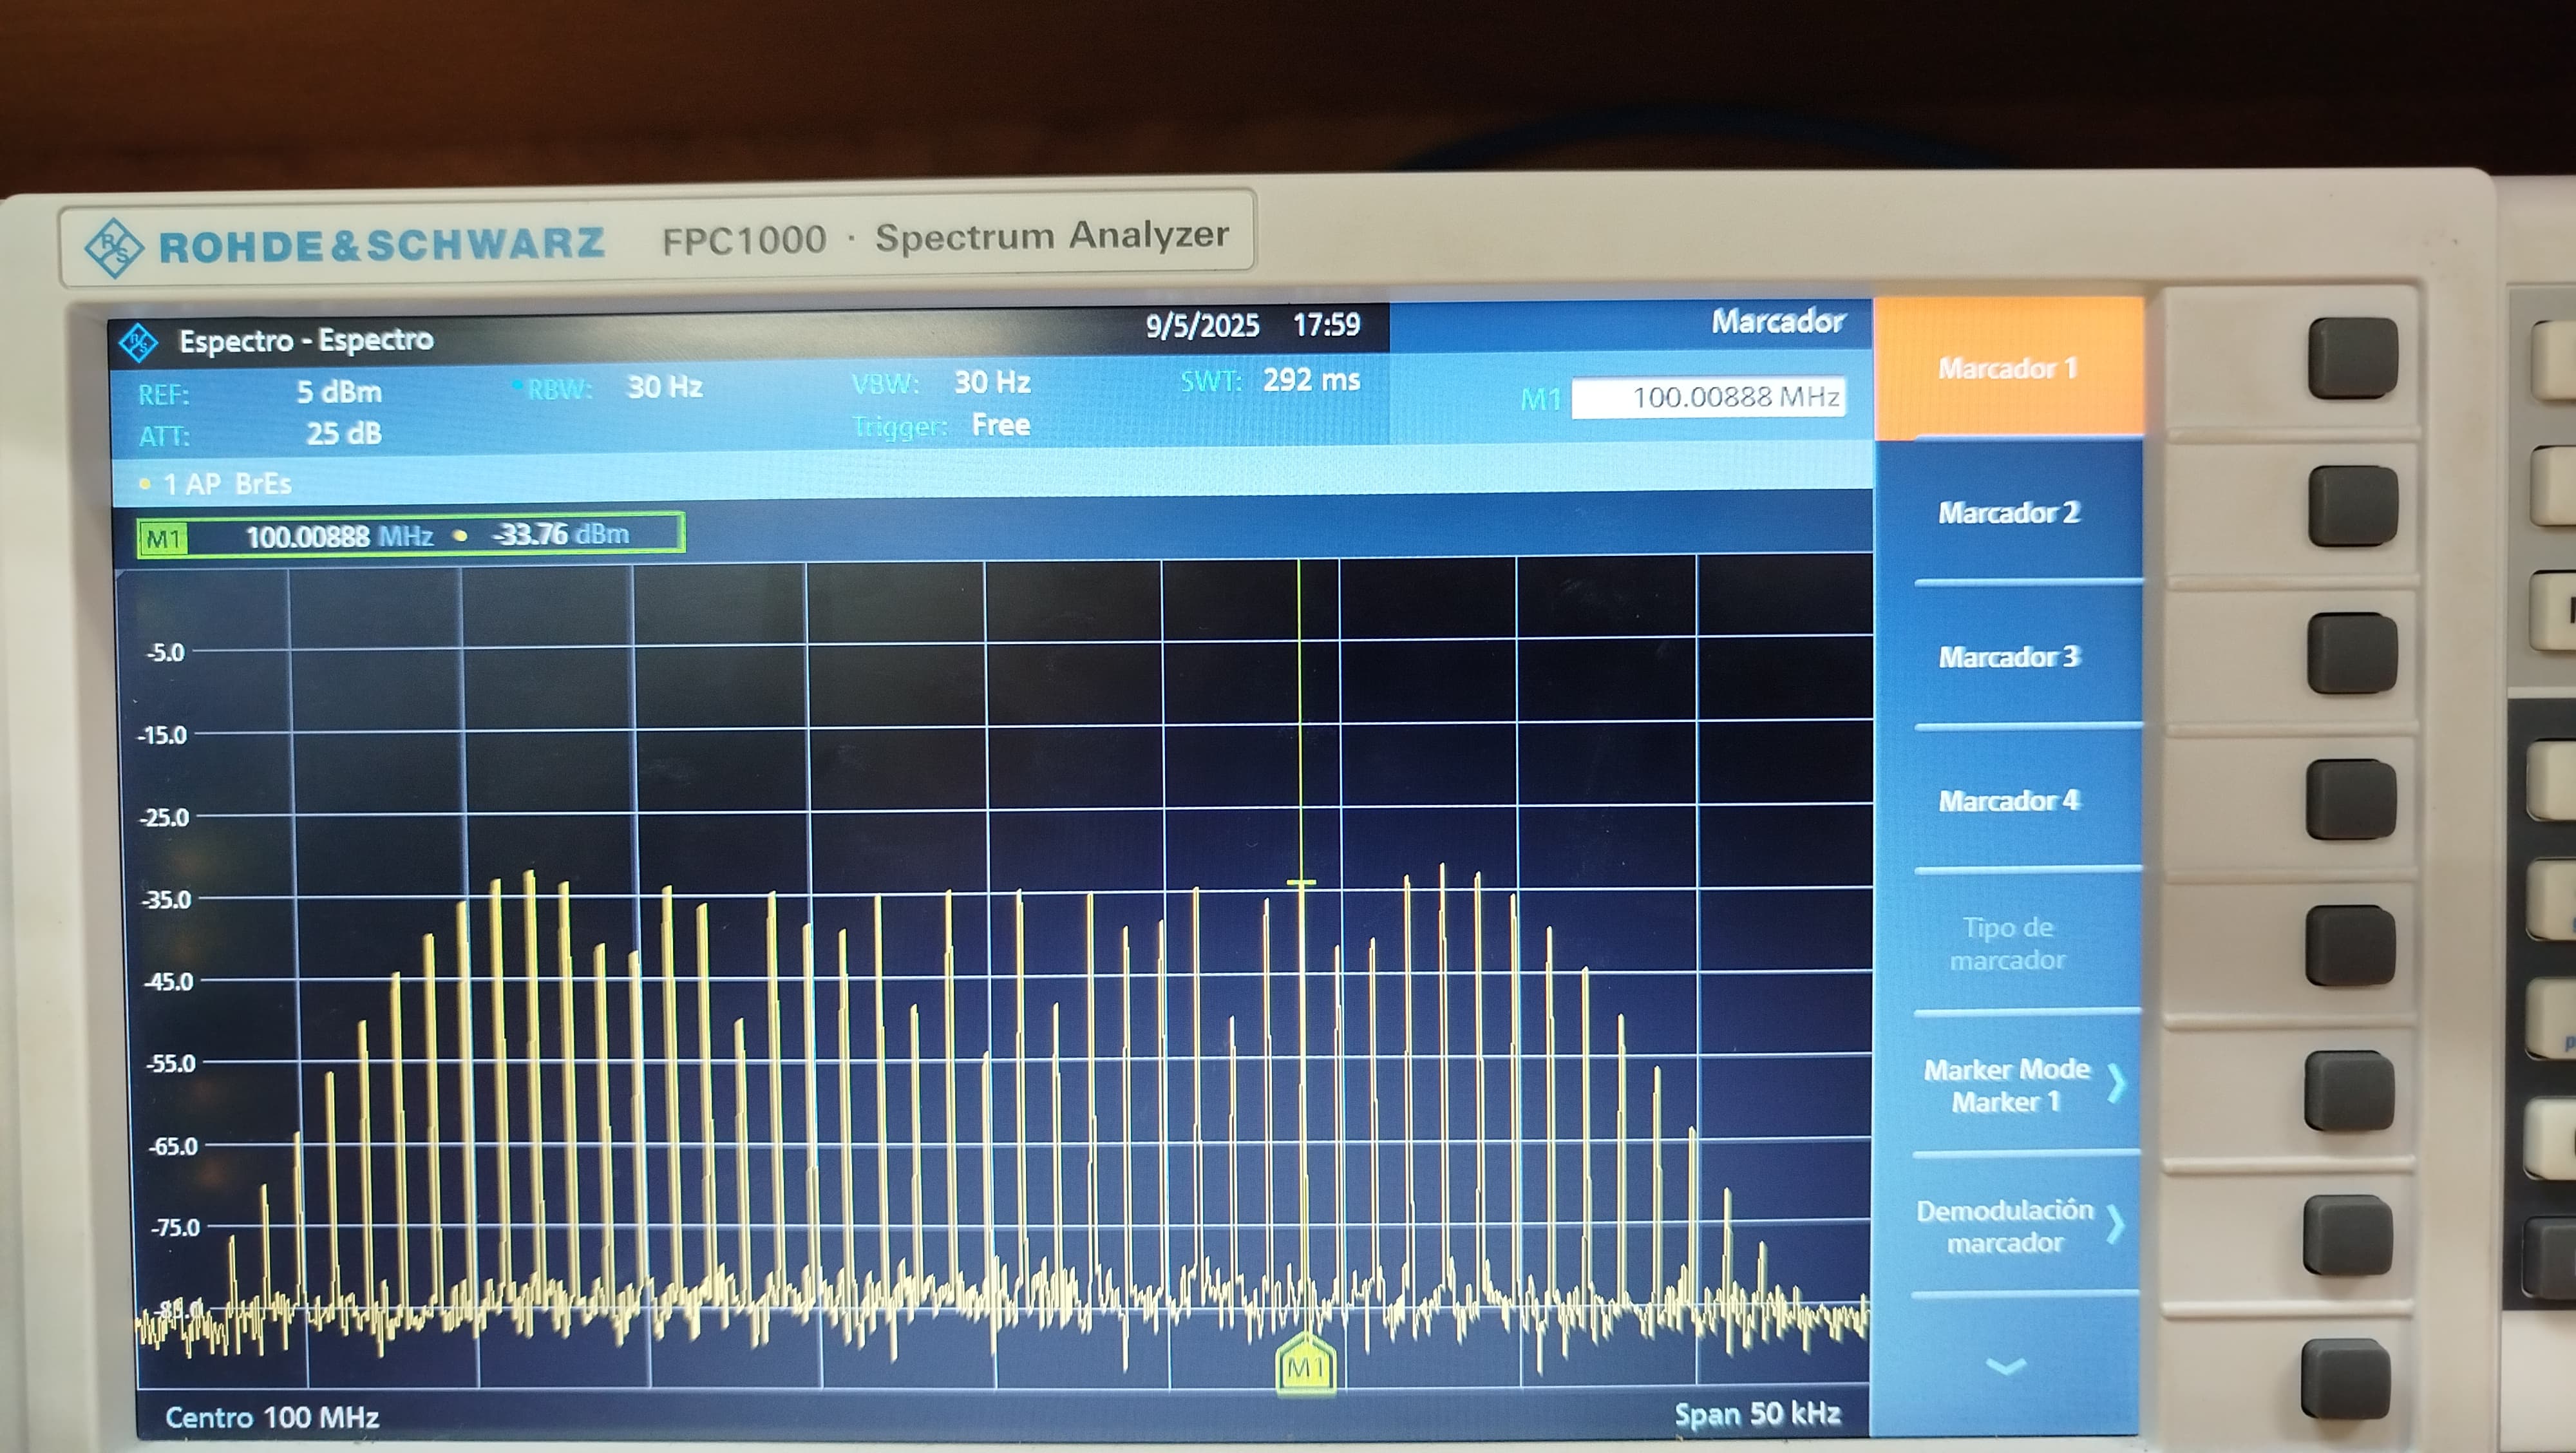 ROHDE & SCHWARZ FPC1000 · Spectrum Analyzer
Espectro - Espectro 9/5/2025 17:59 Marcador
REF: 5 dBm RBW: 30 Hz VBW: 30 Hz SWT: 292 ms M1 100.00888 MHz
ATT: 25 dB Trigger: Free
1 AP BrEs
M1 100.00888 MHz -33.76 dBm
-5.0
-15.0
-25.0
-35.0
-45.0
-55.0
-65.0
-75.0
-85.0
M1
Centro 100 MHz Span 50 kHz
Marcador 1
Marcador 2
Marcador 3
Marcador 4
Tipo de
marcador
Marker Mode
Marker 1
Demodulación
marcador